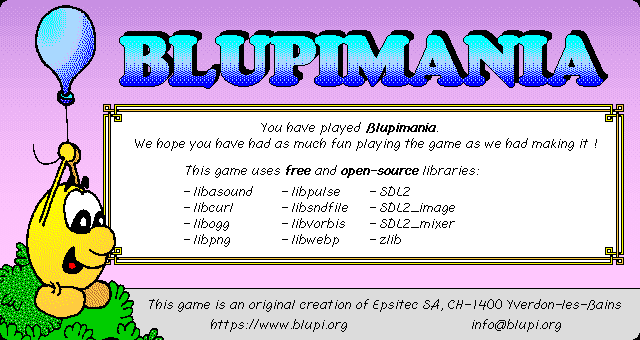 BLUPIMANIA
You have played Blupimania.
We hope you have had as much fun playing the game as we had making it !
This game uses free and open-source libraries:
- libasound - libpulse - SDL2
- libcurl - libsndfile - SDL2_image
- libogg - libvorbis - SDL2_mixer
- libpng - libwebp - zlib
This game is an original creation of Epsitec SA, CH-1400 Yverdon-les-Bains
https://www.blupi.org info@blupi.org